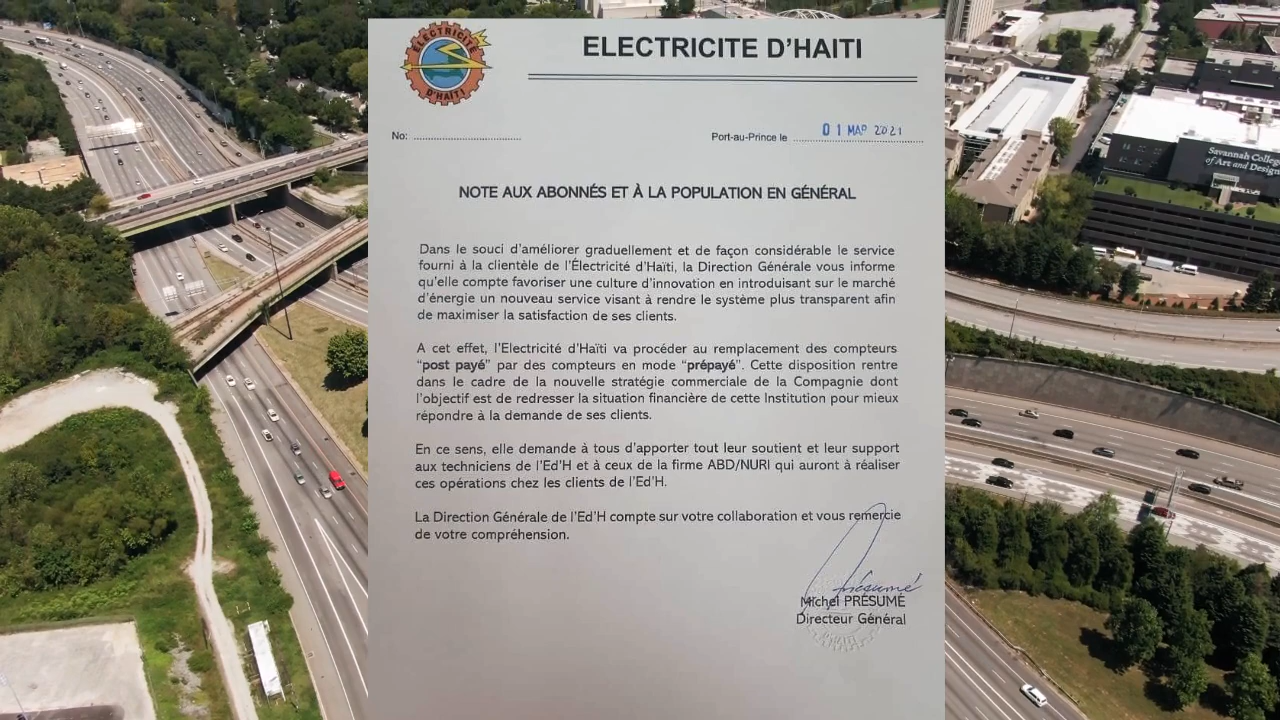 ÉLECTRICITÉ
D'HAÏTI
ELECTRICITE D'HAITI
No: ..............................
Port-au-Prince le 01 MAR 2021
NOTE AUX ABONNÉS ET À LA POPULATION EN GÉNÉRAL
Dans le souci d'améliorer graduellement et de façon considérable le service
fourni à la clientèle de l'Électricité d'Haïti, la Direction Générale vous informe
qu'elle compte favoriser une culture d'innovation en introduisant sur le marché
d'énergie un nouveau service visant à rendre le système plus transparent afin
de maximiser la satisfaction de ses clients.
A cet effet, l'Electricité d'Haïti va procéder au remplacement des compteurs
"post payé" par des compteurs en mode "prépayé". Cette disposition rentre
dans le cadre de la nouvelle stratégie commerciale de la Compagnie dont
l'objectif est de redresser la situation financière de cette Institution pour mieux
répondre à la demande de ses clients.
En ce sens, elle demande à tous d'apporter tout leur soutient et leur support
aux techniciens de l'Ed'H et à ceux de la firme ABD/NURI qui auront à réaliser
ces opérations chez les clients de l'Ed'H.
La Direction Générale de l'Ed'H compte sur votre collaboration et vous remercie
de votre compréhension.
Présumé
Michel PRÉSUMÉ
Directeur Général
Savannah College
of Art and Design